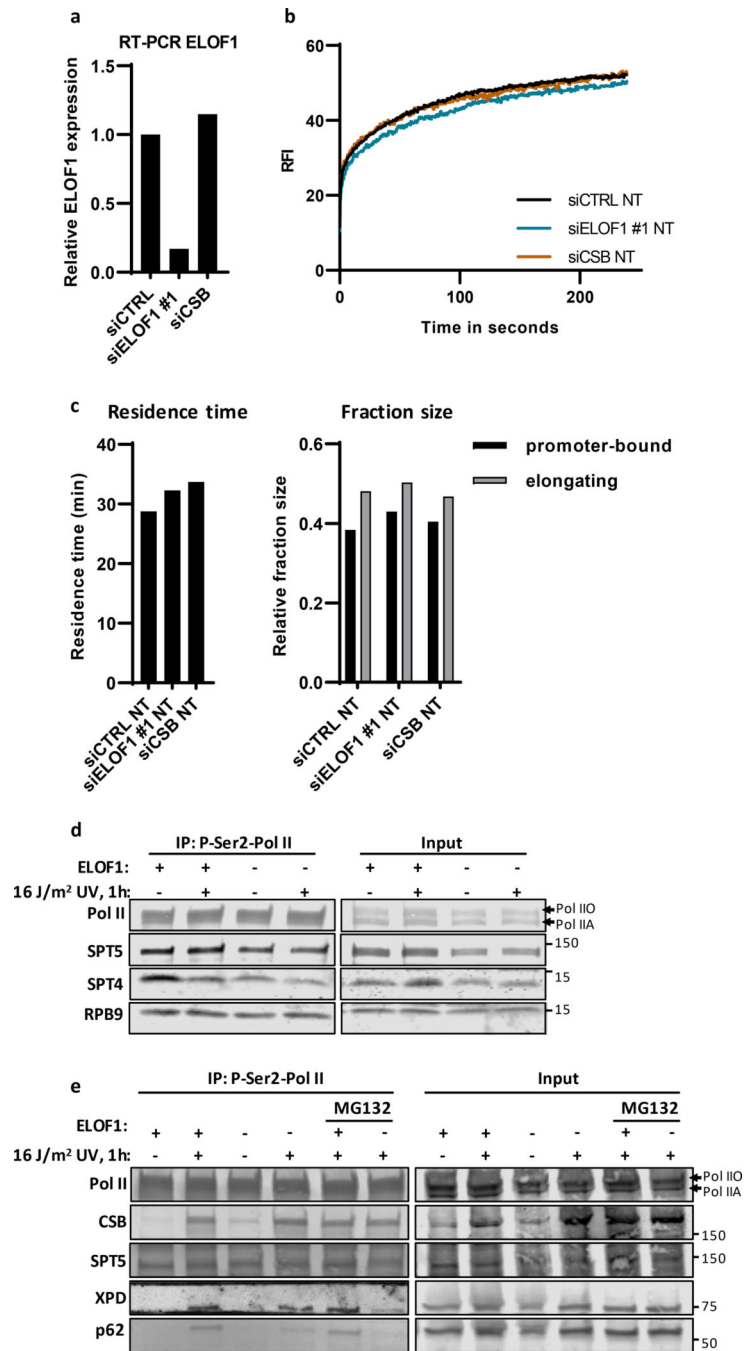 a
RT-PCR ELOF1
Relative ELOF1 expression
1.5
1.0
0.5
0.0
siCTRL
siELOF1 #1
siCSB
b
RFI
60
40
20
0
siCTRL NT
siELOF1 #1 NT
siCSB NT
0 100 200
Time in seconds
c
Residence time
Residence time (min)
40
30
20
10
0
siCTRL NT
siELOF1 #1 NT
siCSB NT
Fraction size
Relative fraction size
0.6
0.4
0.2
0.0
siCTRL NT
siELOF1 #1 NT
siCSB NT
promoter-bound
elongating
d
IP: P-Ser2-Pol II Input
ELOF1: + + - - + + - -
16 J/m² UV, 1h: - + - + - + - +
Pol II Pol IIO
Pol IIA
SPT5 150
SPT4 15
RPB9 15
e
IP: P-Ser2-Pol II Input
MG132 MG132
ELOF1: + + - - + - + + - - + -
16 J/m² UV, 1h: - + - + + + - + - + + +
Pol II Pol IIO
Pol IIA
CSB 150
SPT5 150
XPD 75
p62 50